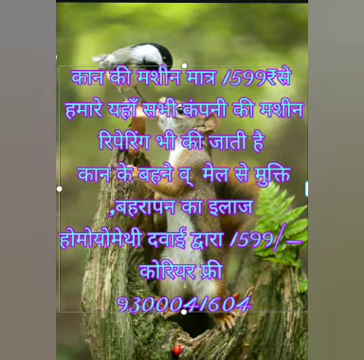 कान की मशीन मात्र 1599₹से
हमारे यहाँ सभी कंपनी की मशीन
रिपेरिंग भी की जाती है
कान के बहने व् मैल से मुक्ति
,बहरापन का इलाज
होमोयोमेथी दवाई द्वारा 1599/_
कोरियर फ्री
9300041604